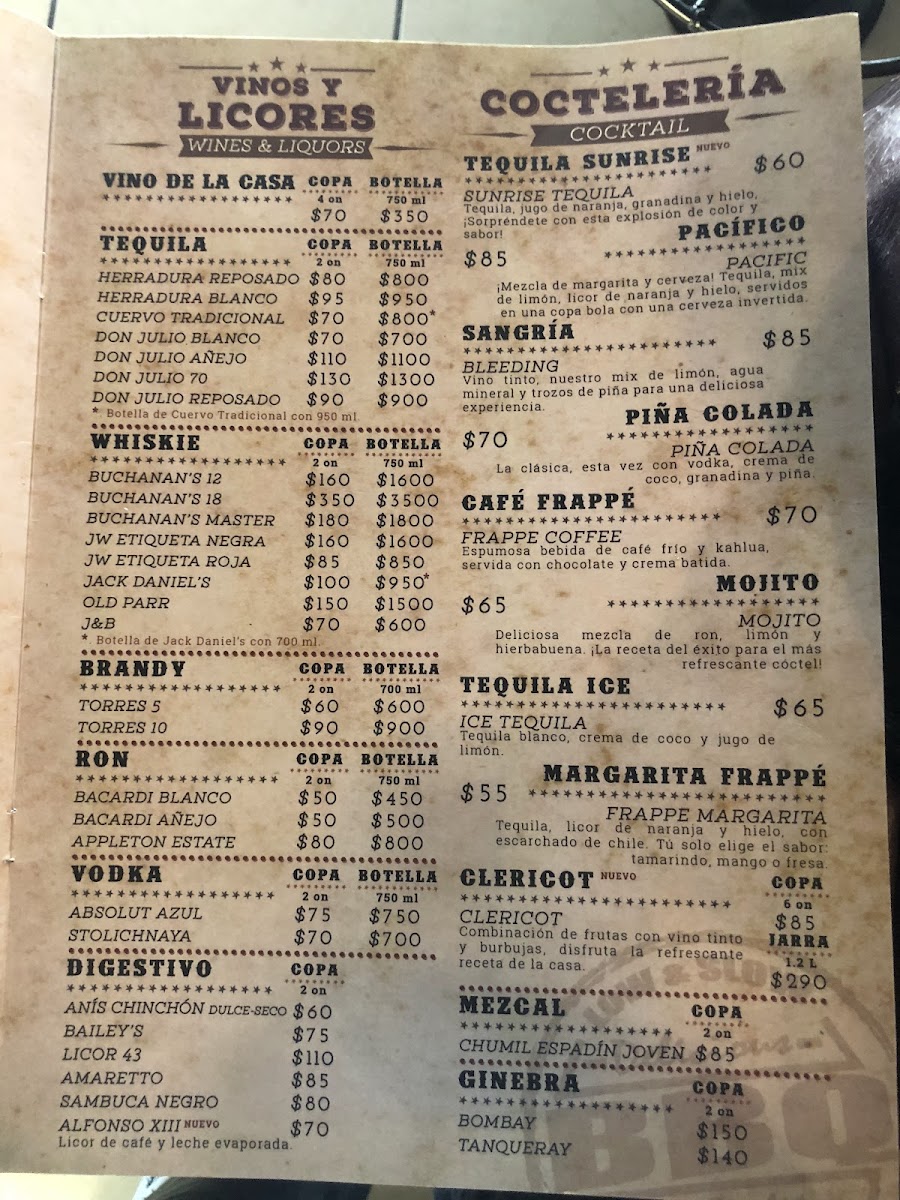 VINOS Y
LICORES
WINES & LIQUORS
VINO DE LA CASA COPA BOTELLA
4 on 750 ml
$70 $350
TEQUILA COPA BOTELLA
2 on 750 ml
HERRADURA REPOSADO $80 $800
HERRADURA BLANCO $95 $950
CUERVO TRADICIONAL $70 $800*
DON JULIO BLANCO $70 $700
DON JULIO AÑEJO $110 $1100
DON JULIO 70 $130 $1300
DON JULIO REPOSADO $90 $900
* Botella de Cuervo Tradicional con 950 ml.
WHISKIE COPA BOTELLA
2 on 750 ml
BUCHANAN'S 12 $160 $1600
BUCHANAN'S 18 $350 $3500
BUCHANAN'S MASTER $180 $1800
JW ETIQUETA NEGRA $160 $1600
JW ETIQUETA ROJA $85 $850
JACK DANIEL'S $100 $950*
OLD PARR $150 $1500
J&B $70 $600
* Botella de Jack Daniel's con 700 ml.
BRANDY COPA BOTELLA
2 on 700 ml
TORRES 5 $60 $600
TORRES 10 $90 $900
RON COPA BOTELLA
2 on 750 ml
BACARDI BLANCO $50 $450
BACARDI AÑEJO $50 $500
APPLETON ESTATE $80 $800
VODKA COPA BOTELLA
2 on 750 ml
ABSOLUT AZUL $75 $750
STOLICHNAYA $70 $700
DIGESTIVO COPA
2 on
ANÍS CHINCHÓN DULCE-SECO $60
BAILEY'S $75
LICOR 43 $110
AMARETTO $85
SAMBUCA NEGRO $80
ALFONSO XIII NUEVO $70
Licor de café y leche evaporada.
COCTELERÍA
COCKTAIL
TEQUILA SUNRISE NUEVO $60
SUNRISE TEQUILA
Tequila, jugo de naranja, granadina y hielo,
¡Sorpréndete con esta explosión de color y
sabor!
PACÍFICO
$85
PACIFIC
¡Mezcla de margarita y cerveza! Tequila, mix
de limón, licor de naranja y hielo, servidos
en una copa bola con una cerveza invertida.
SANGRÍA $85
BLEEDING
Vino tinto, nuestro mix de limón, agua
mineral y trozos de piña para una deliciosa
experiencia.
PIÑA COLADA
$70
PIÑA COLADA
La clásica, esta vez con vodka, crema de
coco, granadina y piña.
CAFÉ FRAPPÉ $70
FRAPPE COFFEE
Espumosa bebida de café frío y kahlua,
servida con chocolate y crema batida.
MOJITO
$65
MOJITO
Deliciosa mezcla de ron, limón y
hierbabuena. ¡La receta del éxito para el más
refrescante cóctel!
TEQUILA ICE $65
ICE TEQUILA
Tequila blanco, crema de coco y jugo de
limón.
MARGARITA FRAPPÉ
$55
FRAPPE MARGARITA
Tequila, licor de naranja y hielo, con
escarchado de chile. Tú solo elige el sabor:
tamarindo, mango o fresa.
CLERICOT NUEVO COPA
6 on
CLERICOT $85
Combinación de frutas con vino tinto
y burbujas, disfruta la refrescante
receta de la casa.
JARRA
1.2 L
$290
MEZCAL COPA
2 on
CHUMIL ESPADÍN JOVEN $85
GINEBRA COPA
2 on
BOMBAY $150
TANQUERAY $140
BBQ